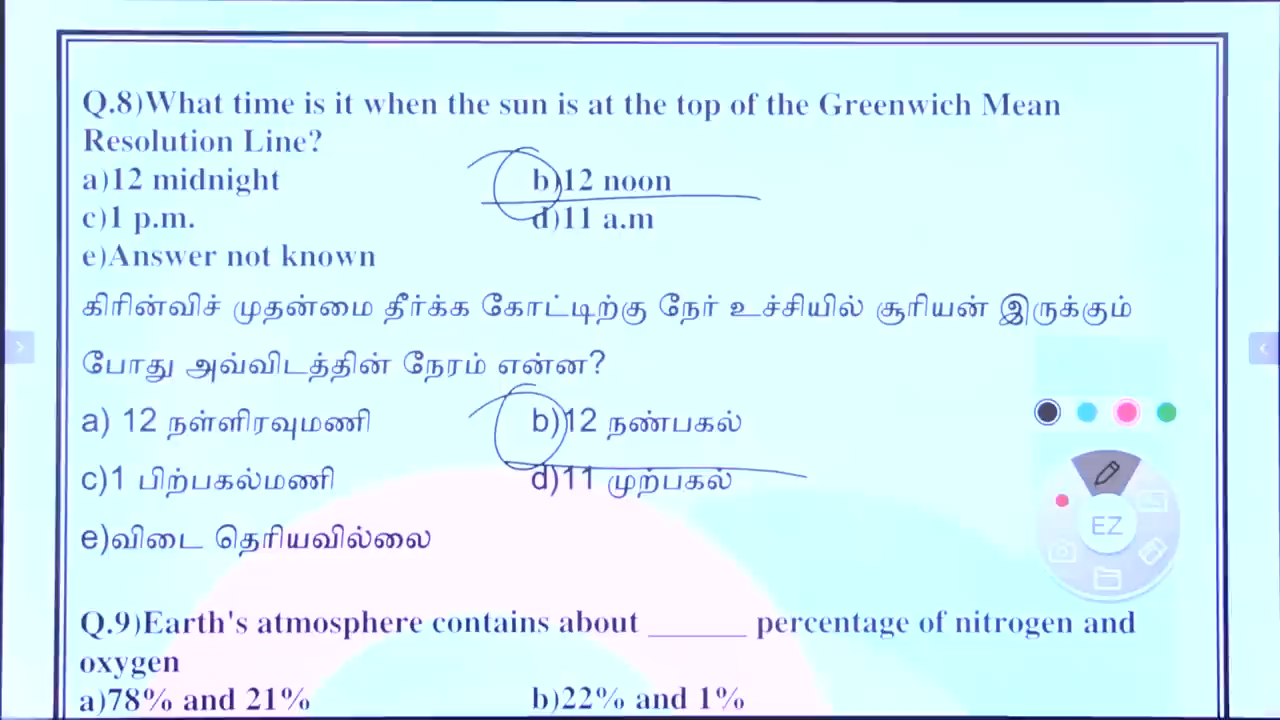 Q.8)What time is it when the sun is at the top of the Greenwich Mean
Resolution Line?
a)12 midnight b)12 noon
c)1 p.m. d)11 a.m
e)Answer not known
கிரின்விச் முதன்மை தீர்க்க கோட்டிற்கு நேர் உச்சியில் சூரியன் இருக்கும்
போது அவ்விடத்தின் நேரம் என்ன?
a) 12 நள்ளிரவுமணி b)12 நண்பகல்
c)1 பிற்பகல்மணி d)11 முற்பகல்
e)விடை தெரியவில்லை
EZ
Q.9)Earth's atmosphere contains about ______ percentage of nitrogen and
oxygen
a)78% and 21% b)22% and 1%